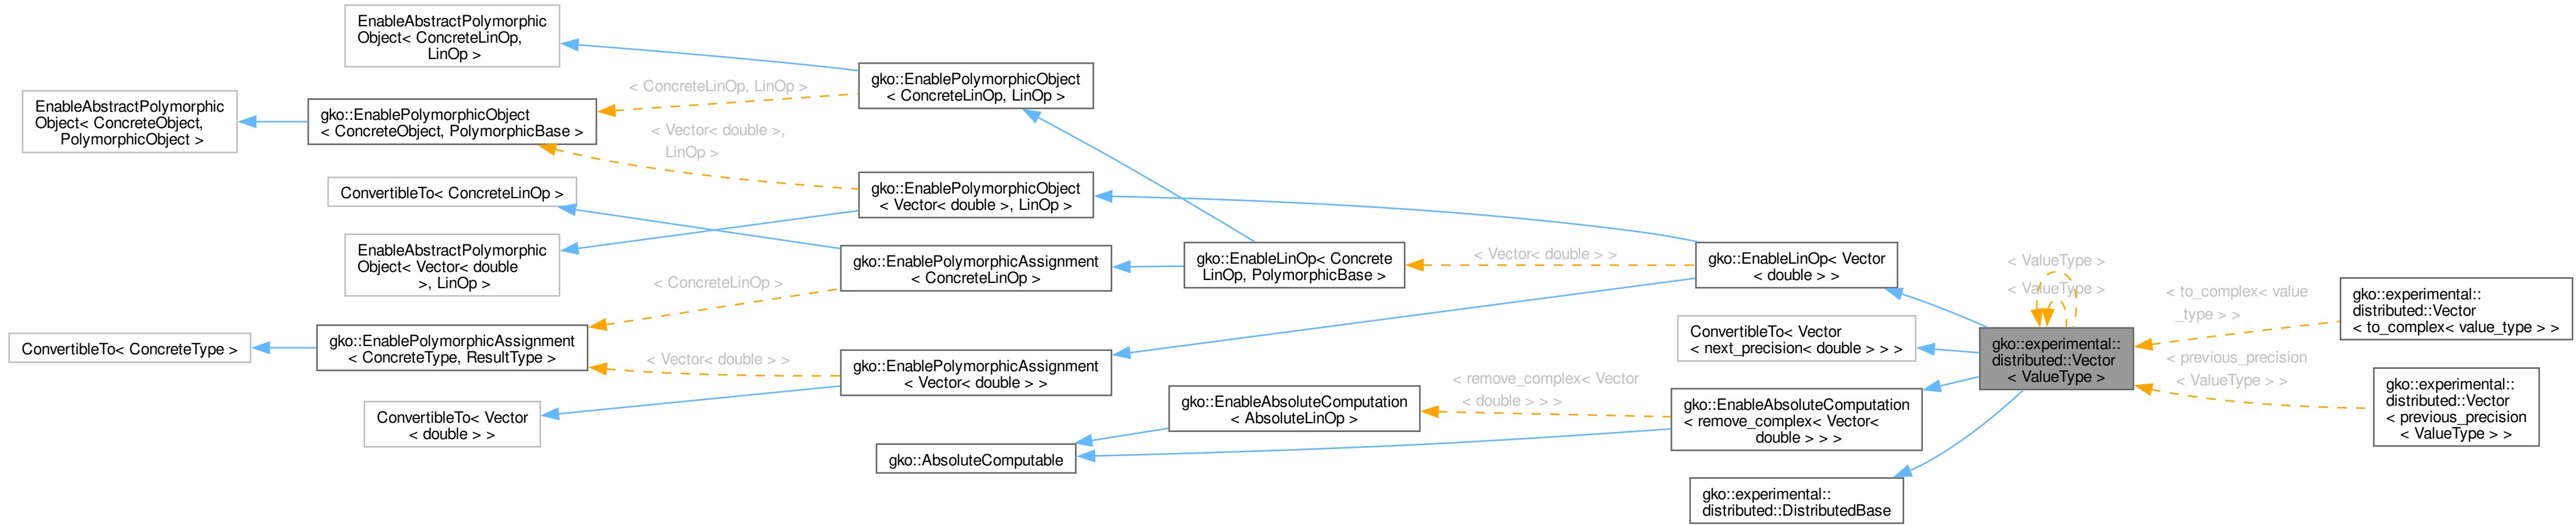 EnableAbstractPolymorphic
Object< ConcreteLinOp,
LinOp >
EnableAbstractPolymorphic
Object< ConcreteObject,
PolymorphicObject >
gko::EnablePolymorphicObject
< ConcreteObject, PolymorphicBase >
< ConcreteLinOp, LinOp >
< Vector< double >,
LinOp >
gko::EnablePolymorphicObject
< ConcreteLinOp, LinOp >
ConvertibleTo< ConcreteLinOp >
gko::EnablePolymorphicObject
< Vector< double >, LinOp >
EnableAbstractPolymorphic
Object< Vector< double
>, LinOp >
gko::EnablePolymorphicAssignment
< ConcreteLinOp >
< ConcreteLinOp >
gko::EnableLinOp< Concrete
LinOp, PolymorphicBase >
< Vector< double > >
gko::EnableLinOp< Vector
< double > >
ConvertibleTo< ConcreteType >
gko::EnablePolymorphicAssignment
< ConcreteType, ResultType >
< Vector< double > >
gko::EnablePolymorphicAssignment
< Vector< double > >
ConvertibleTo< Vector
< double > >
ConvertibleTo< Vector
< next_precision< double > > >
gko::EnableAbsoluteComputation
< AbsoluteLinOp >
< remove_complex< Vector
< double > > >
gko::EnableAbsoluteComputation
< remove_complex< Vector<
double > > >
gko::AbsoluteComputable
gko::experimental::
distributed::DistributedBase
< ValueType >
< ValueType >
gko::experimental::
distributed::Vector
< ValueType >
< to_complex< value
_type > >
gko::experimental::
distributed::Vector
< to_complex< value_type > >
< previous_precision
< ValueType > >
gko::experimental::
distributed::Vector
< previous_precision
< ValueType > >